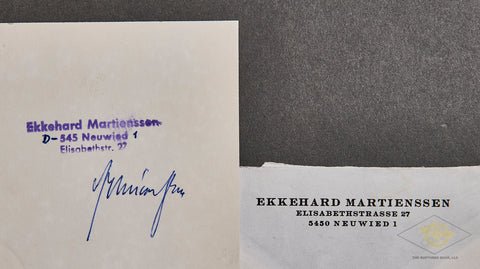 Ekkehard Martienssen
D-545 Neuwied 1
Elisabethstr. 27
EKKEHARD MARTIENSSEN
ELISABETHSTRASSE 27
5450 NEUWIED 1